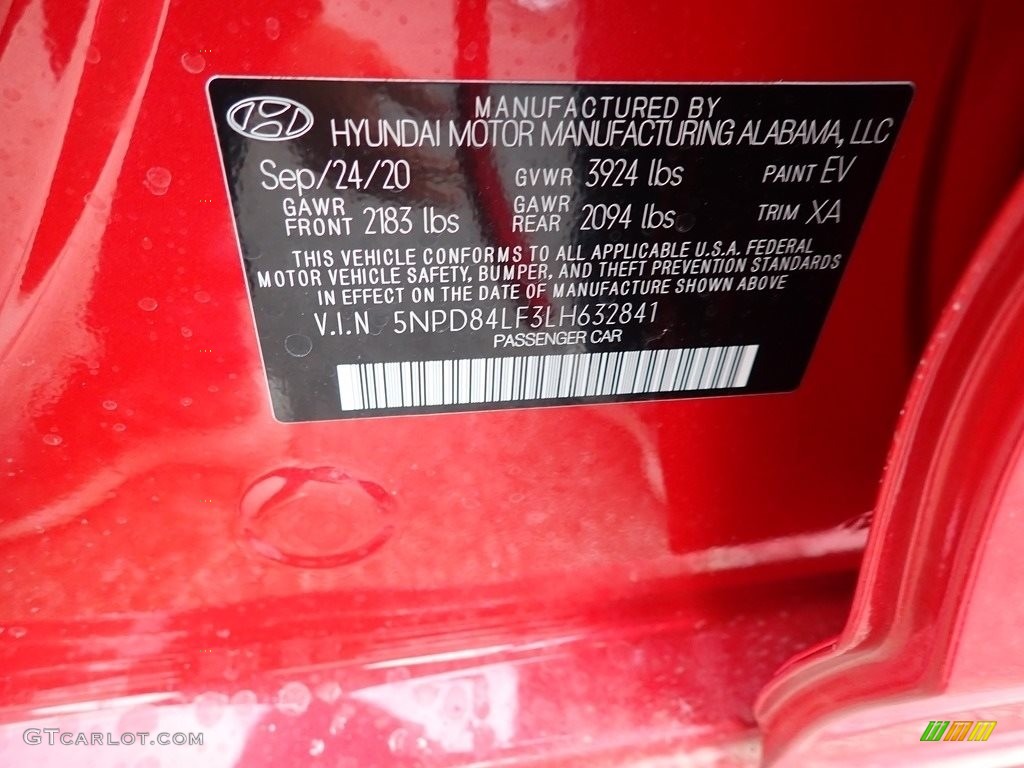 MANUFACTURED BY
HYUNDAI MOTOR MANUFACTURING ALABAMA, LLC
Sep/24/20 GVWR 3924 lbs PAINT EV
GAWR FRONT 2183 lbs GAWR REAR 2094 lbs TRIM XA
THIS VEHICLE CONFORMS TO ALL APPLICABLE U.S.A. FEDERAL
MOTOR VEHICLE SAFETY, BUMPER, AND THEFT PREVENTION STANDARDS
IN EFFECT ON THE DATE OF MANUFACTURE SHOWN ABOVE
V.I.N 5NPD84LF3LH632841
PASSENGER CAR
GTCARLOT.COM